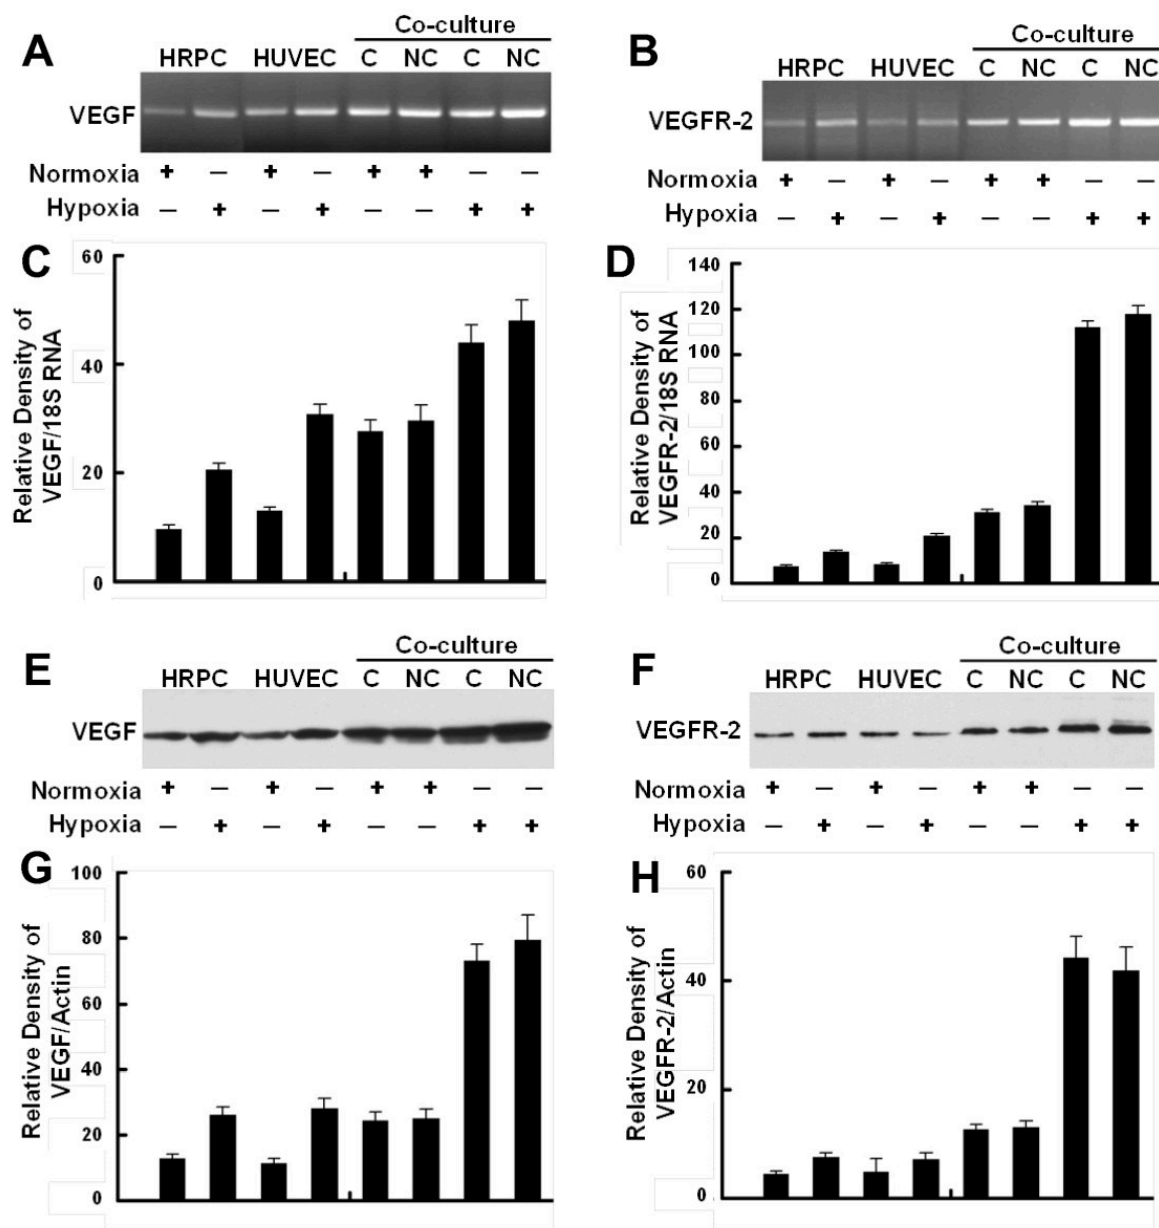 A
Co-culture
HRPC HUVEC C NC C NC
VEGF
Normoxia + – + – + + – –
Hypoxia – + – + – – + +
B
Co-culture
HRPC HUVEC C NC C NC
VEGFR-2
Normoxia + – + – + + – –
Hypoxia – + – + – – + +
C
Relative Density of
VEGF/18S RNA
60
40
20
0
D
Relative Density of
VEGFR-2/18S RNA
140
120
100
80
60
40
20
0
E
Co-culture
HRPC HUVEC C NC C NC
VEGF
Normoxia + – + – + + – –
Hypoxia – + – + – – + +
F
Co-culture
HRPC HUVEC C NC C NC
VEGFR-2
Normoxia + – + – + + – –
Hypoxia – + – + – – + +
G
Relative Density of
VEGF/Actin
100
80
60
40
20
0
H
Relative Density of
VEGFR-2/Actin
60
40
20
0